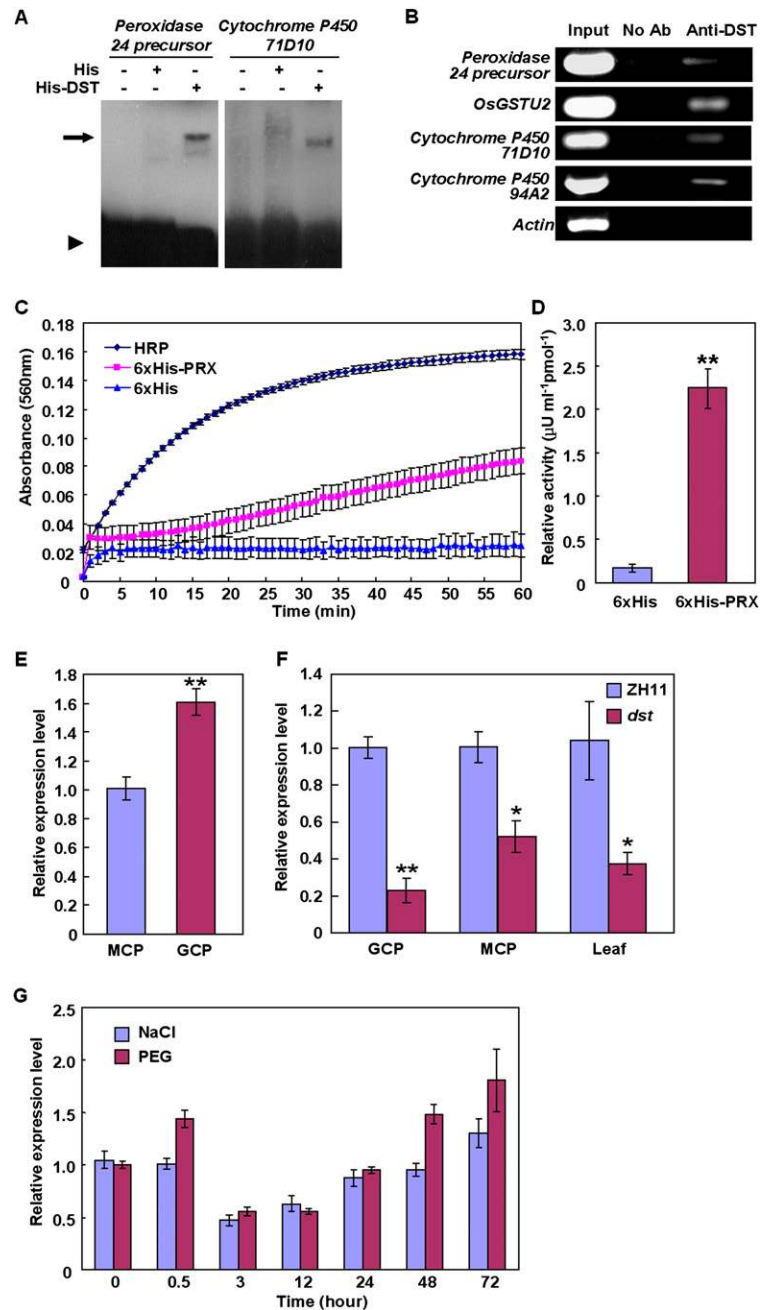 A
Peroxidase
24 precursor
Cytochrome P450
71D10
His - + - - + -
His-DST - - + - - +
B
Input No Ab Anti-DST
Peroxidase
24 precursor
OsGSTU2
Cytochrome P450
71D10
Cytochrome P450
94A2
Actin
C
Absorbance (560nm)
0.18
0.16
0.14
0.12
0.10
0.08
0.06
0.04
0.02
0
HRP
6xHis-PRX
6xHis
0 5 10 15 20 25 30 35 40 45 50 55 60
Time (min)
D
Relative activity (μU ml⁻¹pmol⁻¹)
3.0
2.5
2.0
1.5
1.0
0.5
0
**
6xHis 6xHis-PRX
E
Relative expression level
1.8
1.6
1.4
1.2
1.0
0.8
0.6
0.4
0.2
0
**
MCP GCP
F
Relative expression level
1.4
1.2
1.0
0.8
0.6
0.4
0.2
0
ZH11
dst
**
*
*
GCP MCP Leaf
G
Relative expression level
2.5
2.0
1.5
1.0
0.5
0
NaCl
PEG
0 0.5 3 12 24 48 72
Time (hour)